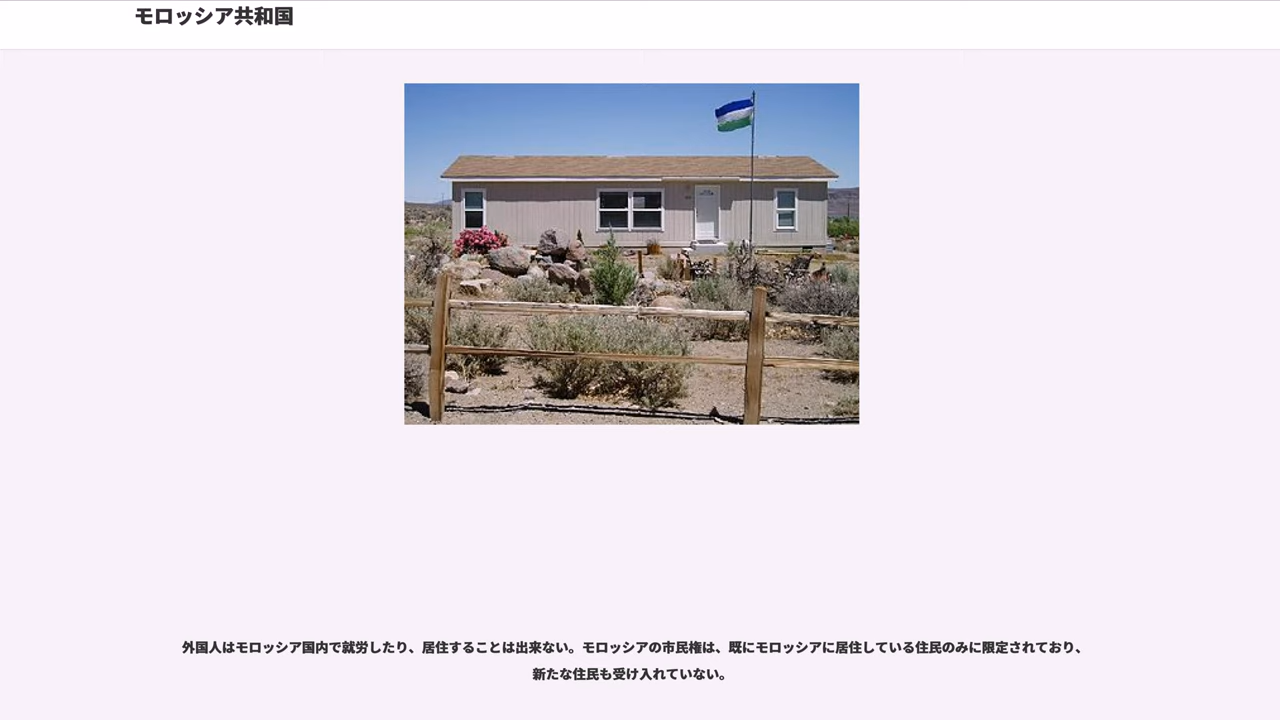 モロッシア共和国
外国人はモロッシア国内で就労したり、居住することは出来ない。モロッシアの市民権は、既にモロッシアに居住している住民のみに限定されており、
新たな住民も受け入れていない。